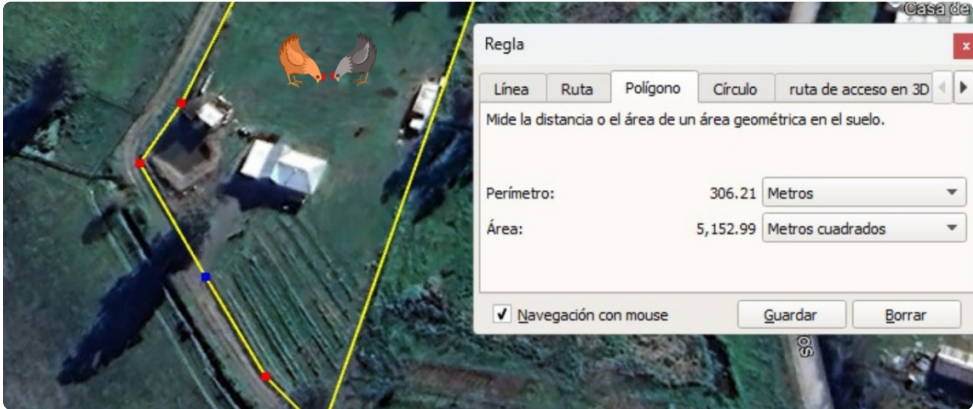 Casa de
Regla
x
Línea Ruta Polígono Círculo ruta de acceso en 3D
Mide la distancia o el área de un área geométrica en el suelo.
Perímetro: 306.21 Metros
Área: 5,152.99 Metros cuadrados
Navegación con mouse Guardar Borrar
os